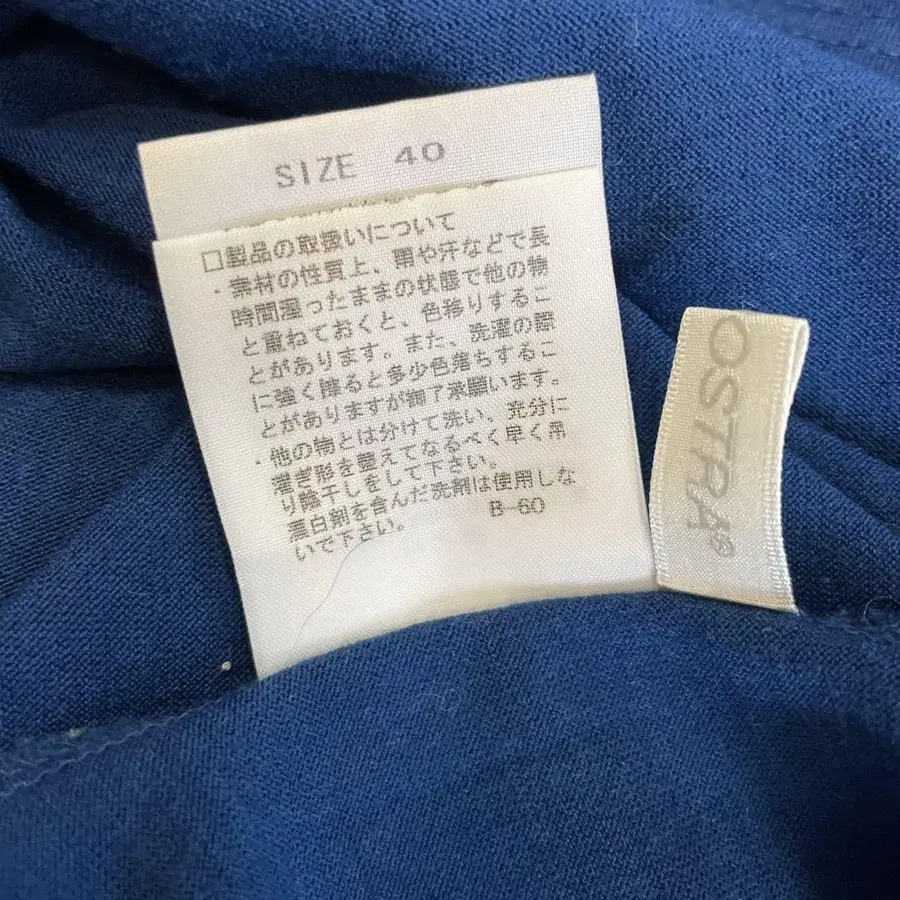 SIZE 40
□製品の取扱いについて
・素材の性質上、雨や汗などで長
時間湿ったままの状態で他の物
と重ねておくと、色移りするこ
とがあります。また、洗濯の際
に強く擦ると多少色落ちするこ
とがありますが御了承願います。
・他の物とは分けて洗い、充分に
濯ぎ形を整えてなるべく早く吊
り陰干しをして下さい。
漂白剤を含んだ洗剤は使用しな
いで下さい。 B-60
OSTRA®